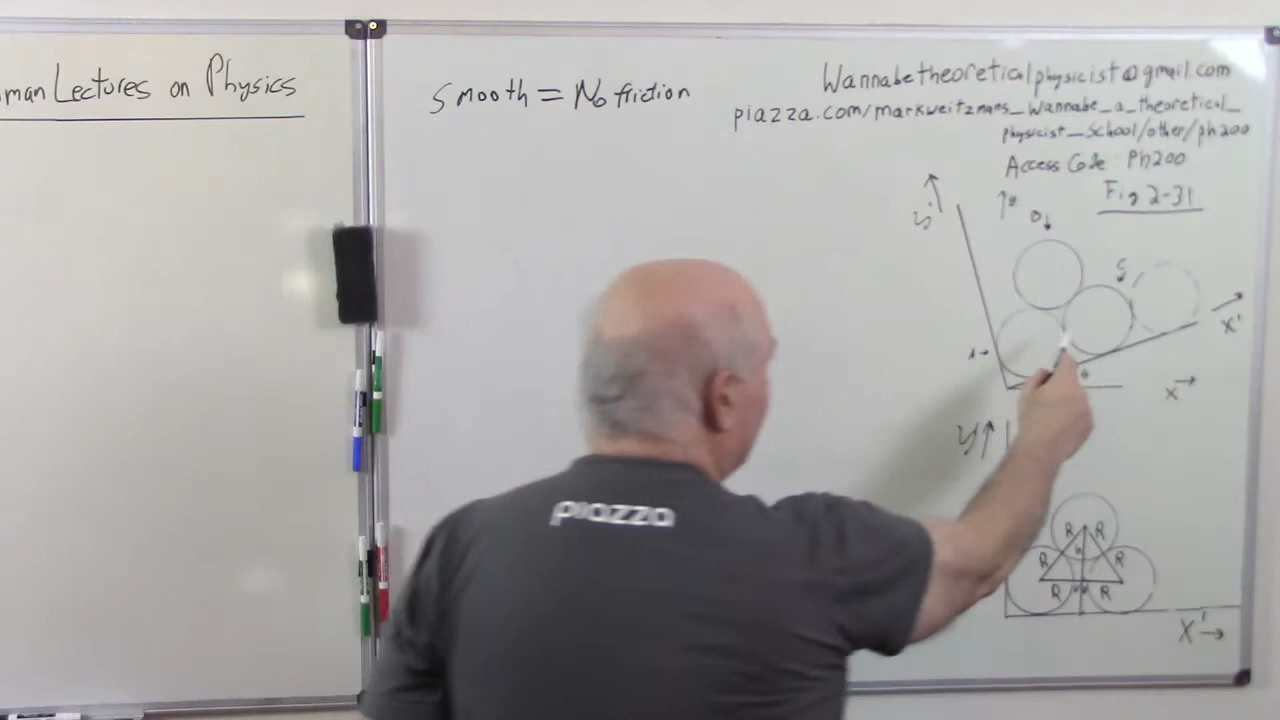 man Lectures on Physics
Smooth = No friction
Wannabetheoreticalphysicist@gmail.com
piazza.com/markweitzmans_wannabe_a_theoretical_
physicist_school/other/ph200
Access Code Ph200
Fig 2-31
y'
D
C
X'
A
θ
X
y'
R R
h
R R
R R
X'
piazza